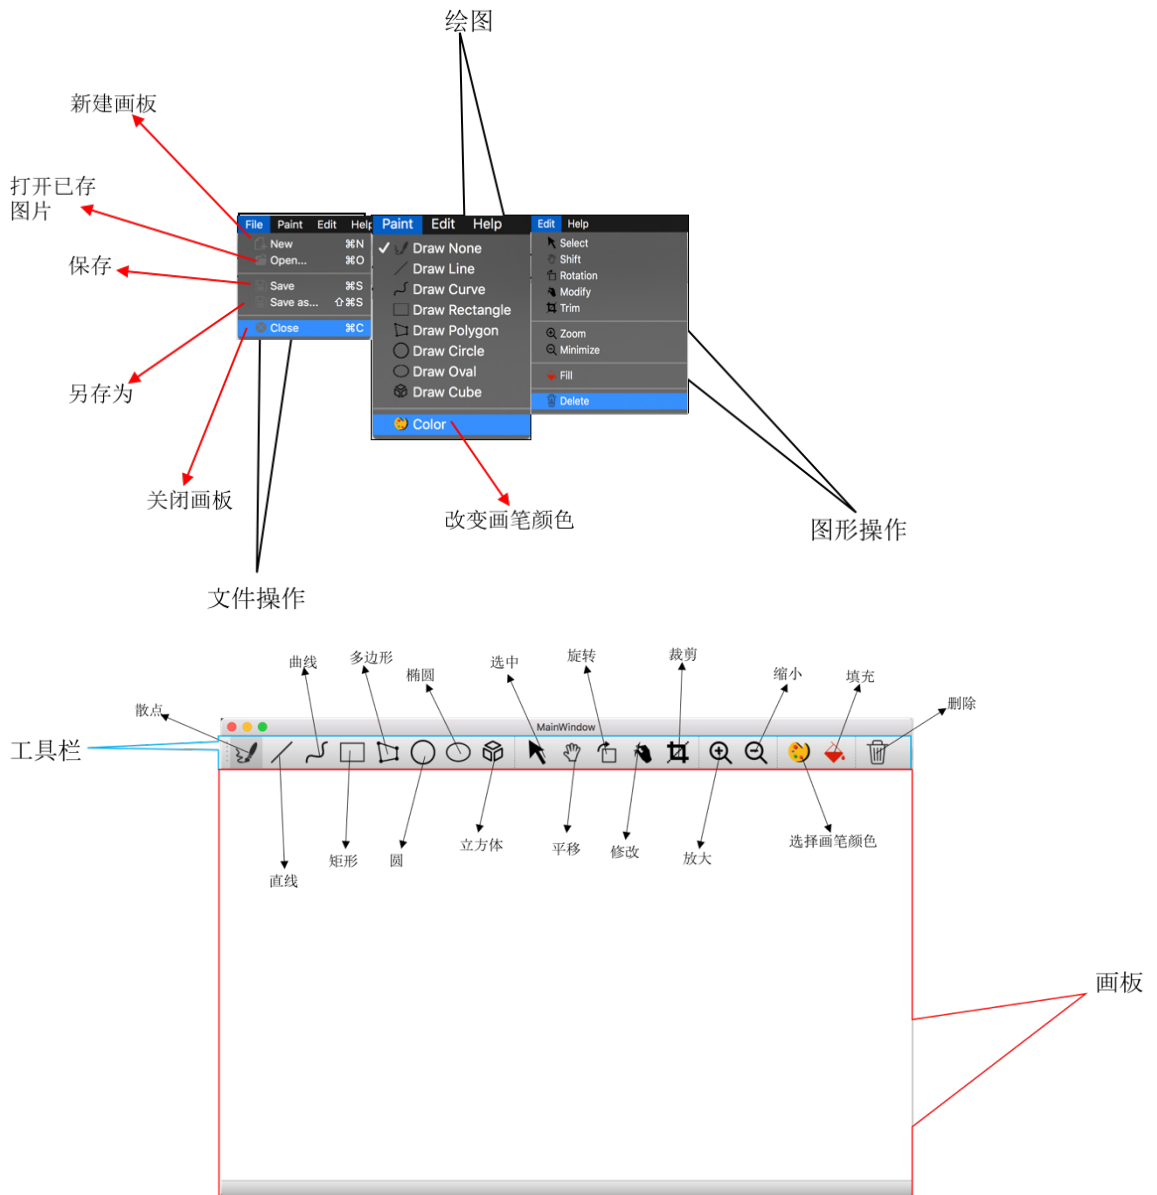 绘图
新建画板
打开已存
图片
保存
另存为
关闭画板
文件操作
File Paint Edit Help
New ⌘N
Open... ⌘O
Save ⌘S
Save as... ⇧⌘S
Close ⌘C
Paint Edit Help
✓ Draw None
Draw Line
Draw Curve
Draw Rectangle
Draw Polygon
Draw Circle
Draw Oval
Draw Cube
Color
改变画笔颜色
Edit Help
Select
Shift
Rotation
Modify
Trim
Zoom
Minimize
Fill
Delete
图形操作
散点
曲线
多边形
椭圆
选中
旋转
裁剪
缩小
填充
删除
MainWindow
工具栏
直线
矩形
圆
立方体
平移
修改
放大
选择画笔颜色
画板